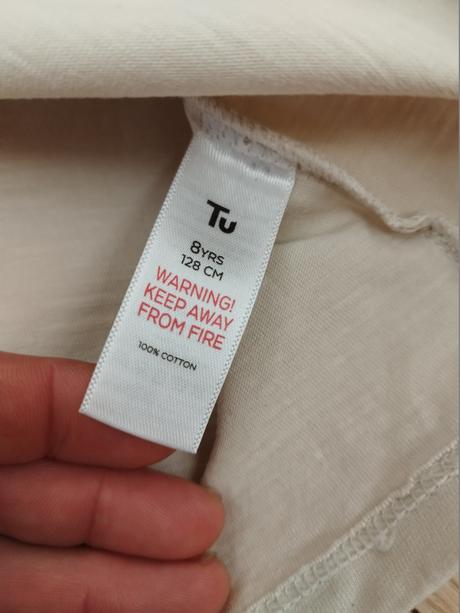 Tu
8YRS
128 CM
WARNING!
KEEP AWAY
FROM FIRE
100% COTTON